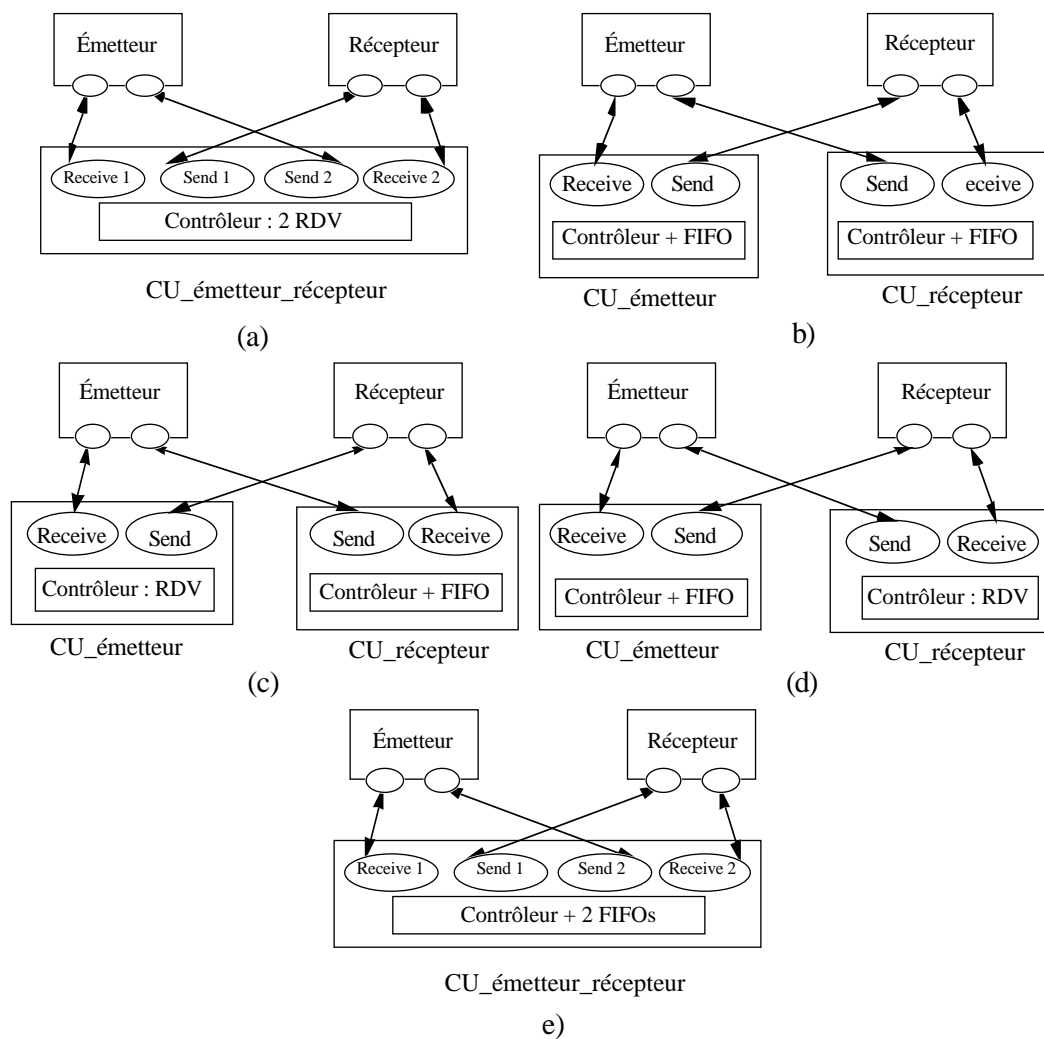 Émetteur
Récepteur
Receive 1
Send 1
Send 2
Receive 2
Contrôleur : 2 RDV
CU_émetteur_récepteur
(a)
Émetteur
Récepteur
Receive
Send
Send
eceive
Contrôleur + FIFO
Contrôleur + FIFO
CU_émetteur
CU_récepteur
b)
Émetteur
Récepteur
Receive
Send
Send
Receive
Contrôleur : RDV
Contrôleur + FIFO
CU_émetteur
CU_récepteur
(c)
Émetteur
Récepteur
Receive
Send
Send
Receive
Contrôleur + FIFO
Contrôleur : RDV
CU_émetteur
CU_récepteur
(d)
Émetteur
Récepteur
Receive 1
Send 1
Send 2
Receive 2
Contrôleur + 2 FIFOs
CU_émetteur_récepteur
e)